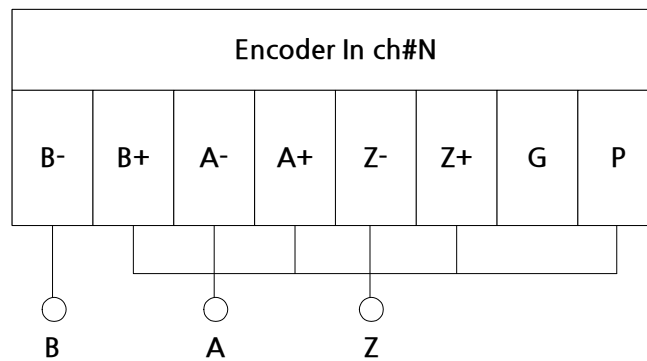 Encoder In ch#N
B- B+ A- A+ Z- Z+ G P
B A Z